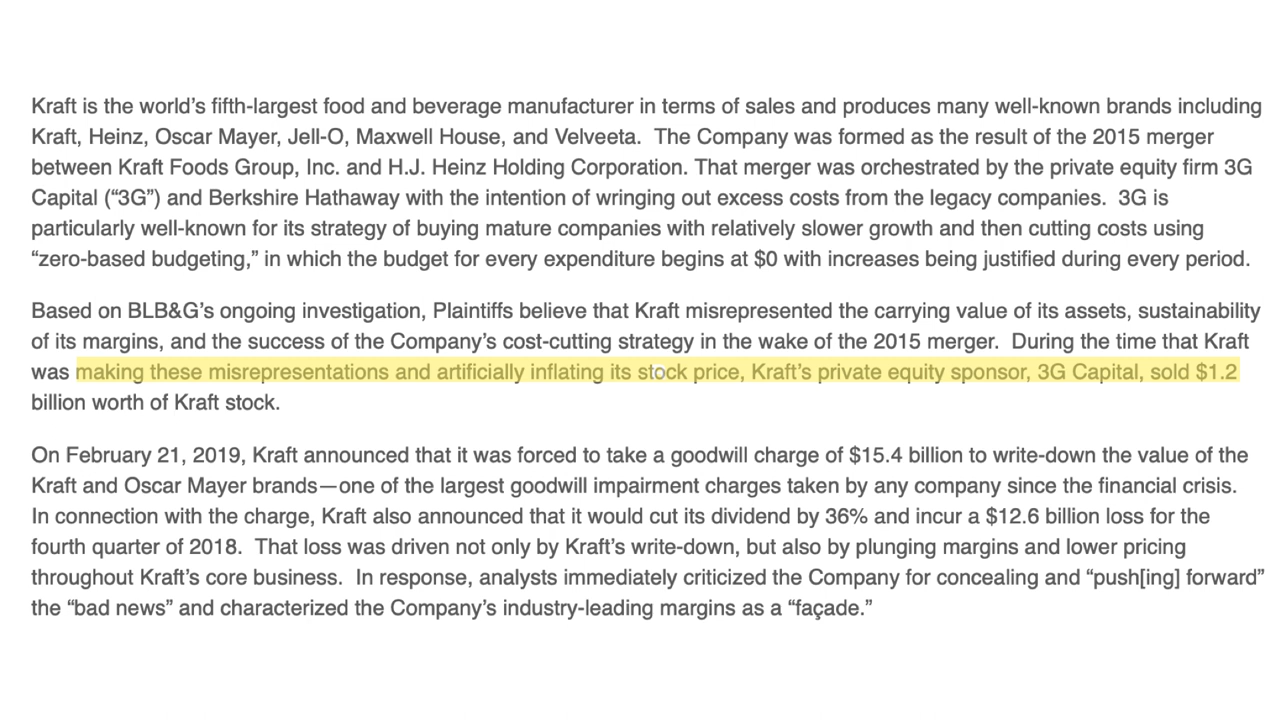 Kraft is the world’s fifth-largest food and beverage manufacturer in terms of sales and produces many well-known brands including
Kraft, Heinz, Oscar Mayer, Jell-O, Maxwell House, and Velveeta.  The Company was formed as the result of the 2015 merger
between Kraft Foods Group, Inc. and H.J. Heinz Holding Corporation. That merger was orchestrated by the private equity firm 3G
Capital (“3G”) and Berkshire Hathaway with the intention of wringing out excess costs from the legacy companies.  3G is
particularly well-known for its strategy of buying mature companies with relatively slower growth and then cutting costs using
“zero-based budgeting,” in which the budget for every expenditure begins at $0 with increases being justified during every period.
Based on BLB&G’s ongoing investigation, Plaintiffs believe that Kraft misrepresented the carrying value of its assets, sustainability
of its margins, and the success of the Company’s cost-cutting strategy in the wake of the 2015 merger.  During the time that Kraft
was making these misrepresentations and artificially inflating its stock price, Kraft’s private equity sponsor, 3G Capital, sold $1.2
billion worth of Kraft stock.
On February 21, 2019, Kraft announced that it was forced to take a goodwill charge of $15.4 billion to write-down the value of the
Kraft and Oscar Mayer brands—one of the largest goodwill impairment charges taken by any company since the financial crisis.
In connection with the charge, Kraft also announced that it would cut its dividend by 36% and incur a $12.6 billion loss for the
fourth quarter of 2018.  That loss was driven not only by Kraft’s write-down, but also by plunging margins and lower pricing
throughout Kraft’s core business.  In response, analysts immediately criticized the Company for concealing and “push[ing] forward”
the “bad news” and characterized the Company’s industry-leading margins as a “façade.”